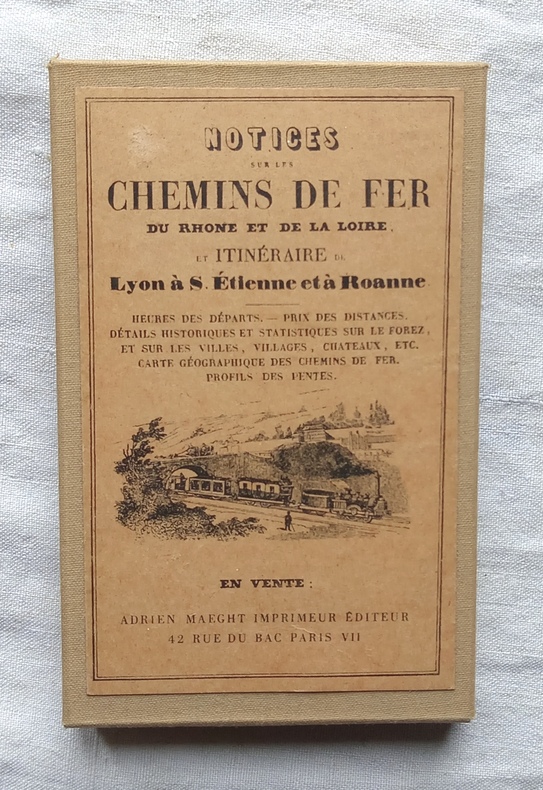 NOTICES
SUR LES
CHEMINS DE FER
DU RHONE ET DE LA LOIRE,
ET ITINÉRAIRE DE
Lyon à S. Étienne et à Roanne
HEURES DES DÉPARTS. — PRIX DES DISTANCES.
DÉTAILS HISTORIQUES ET STATISTIQUES SUR LE FOREZ,
ET SUR LES VILLES, VILLAGES, CHATEAUX, ETC.
CARTE GÉOGRAPHIQUE DES CHEMINS DE FER.
PROFILS DES PENTES.
EN VENTE:
ADRIEN MAEGHT IMPRIMEUR ÉDITEUR
42 RUE DU BAC PARIS VII